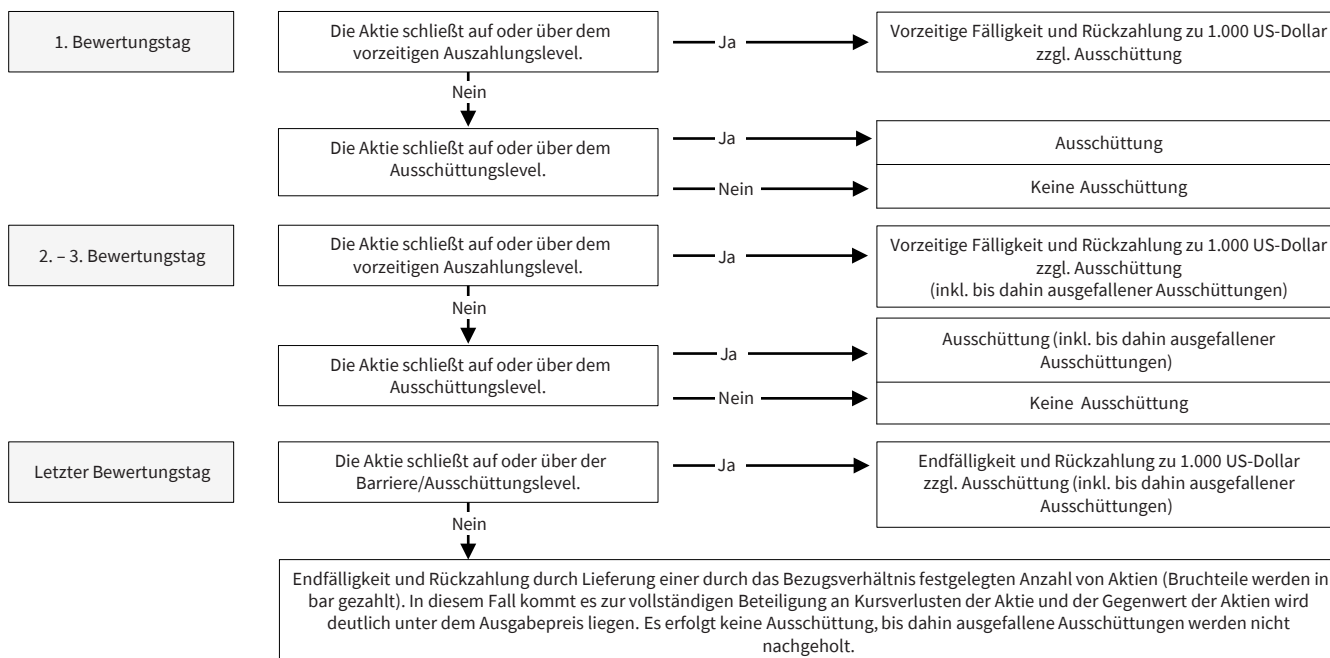 1. Bewertungstag
Die Aktie schließt auf oder über dem
vorzeitigen Auszahlungslevel.
Ja
Vorzeitige Fälligkeit und Rückzahlung zu 1.000 US-Dollar
zzgl. Ausschüttung
Nein
Die Aktie schließt auf oder über dem
Ausschüttungslevel.
Ja
Ausschüttung
Nein
Keine Ausschüttung
2. – 3. Bewertungstag
Die Aktie schließt auf oder über dem
vorzeitigen Auszahlungslevel.
Ja
Vorzeitige Fälligkeit und Rückzahlung zu 1.000 US-Dollar
zzgl. Ausschüttung
(inkl. bis dahin ausgefallener Ausschüttungen)
Nein
Die Aktie schließt auf oder über dem
Ausschüttungslevel.
Ja
Ausschüttung (inkl. bis dahin ausgefallener
Ausschüttungen)
Nein
Keine Ausschüttung
Letzter Bewertungstag
Die Aktie schließt auf oder über der
Barriere/Ausschüttungslevel.
Ja
Endfälligkeit und Rückzahlung zu 1.000 US-Dollar
zzgl. Ausschüttung (inkl. bis dahin ausgefallener
Ausschüttungen)
Nein
Endfälligkeit und Rückzahlung durch Lieferung einer durch das Bezugsverhältnis festgelegten Anzahl von Aktien (Bruchteile werden in
bar gezahlt). In diesem Fall kommt es zur vollständigen Beteiligung an Kursverlusten der Aktie und der Gegenwert der Aktien wird
deutlich unter dem Ausgabepreis liegen. Es erfolgt keine Ausschüttung, bis dahin ausgefallene Ausschüttungen werden nicht
nachgeholt.